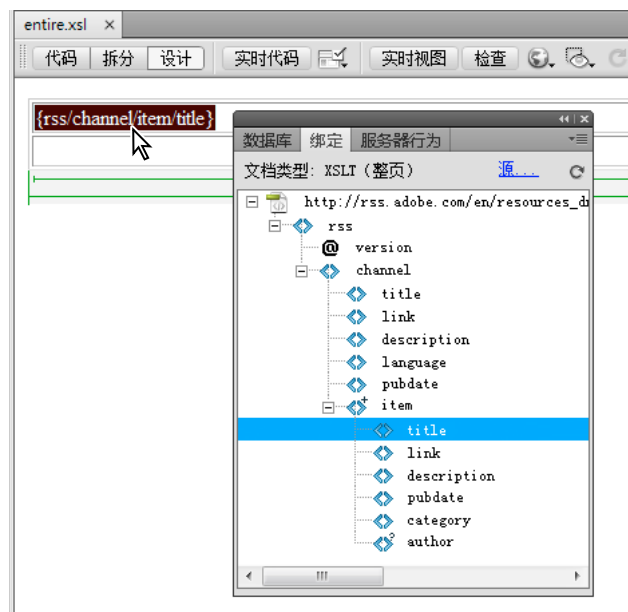 entire.xsl ×
代码 拆分 设计 实时代码 实时视图 检查
{rss/channel/item/title}
数据库 绑定 服务器行为
文档类型: XSLT (整页) 源...
http://rss.adobe.com/en/resources_d
rss
@ version
channel
title
link
description
language
pubdate
item
title
link
description
pubdate
category
author